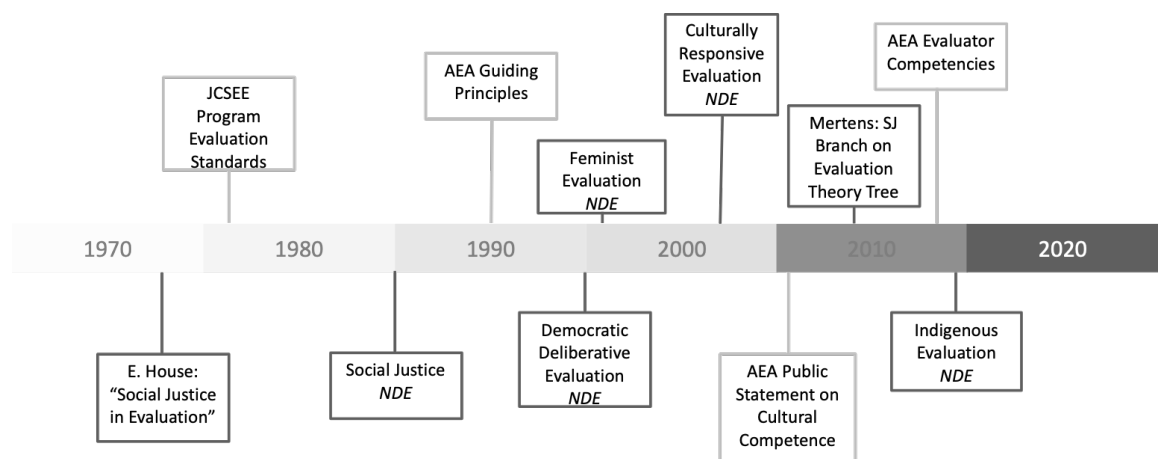 JCSEE
Program
Evaluation
Standards
AEA Guiding
Principles
Feminist
Evaluation
NDE
Culturally
Responsive
Evaluation
NDE
Mertens: SJ
Branch on
Evaluation
Theory Tree
AEA Evaluator
Competencies
1970 1980 1990 2000 2010 2020
E. House:
“Social Justice
in Evaluation”
Social Justice
NDE
Democratic
Deliberative
Evaluation
NDE
AEA Public
Statement on
Cultural
Competence
Indigenous
Evaluation
NDE